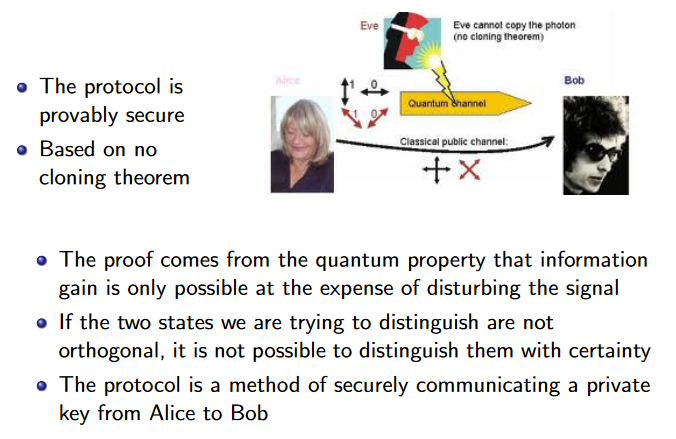 The protocol is
provably secure
Based on no
cloning theorem
Eve
Eve cannot copy the photon
(no cloning theorem)
Alice
Bob
1 0
Quantum channel
1 0
Classical public channel:
The proof comes from the quantum property that information
gain is only possible at the expense of disturbing the signal
If the two states we are trying to distinguish are not
orthogonal, it is not possible to distinguish them with certainty
The protocol is a method of securely communicating a private
key from Alice to Bob